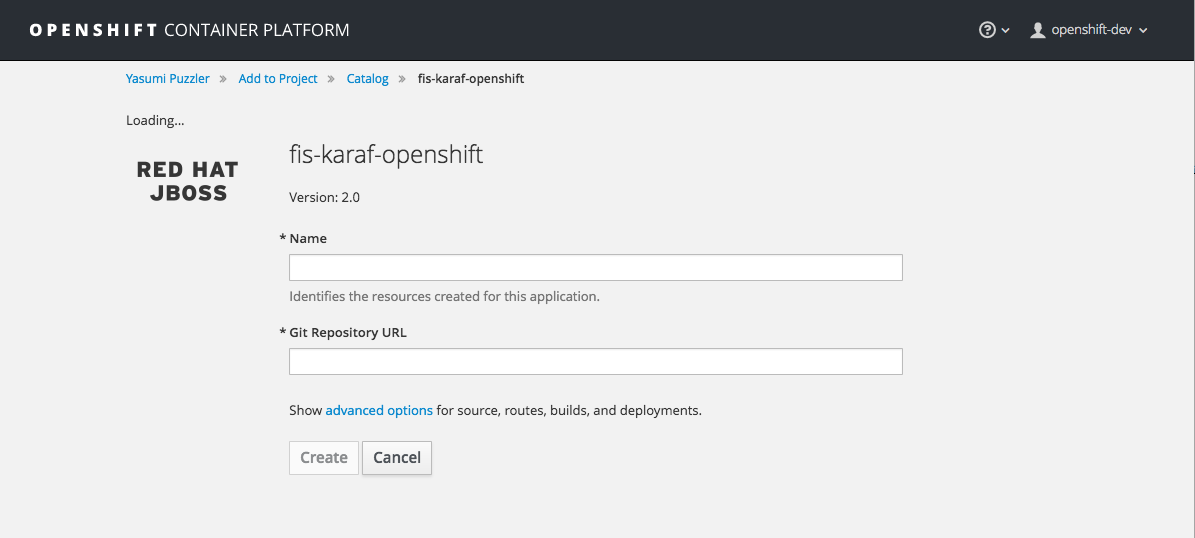 OPENSHIFT CONTAINER PLATFORM
openshift-dev
Yasumi Puzzler » Add to Project » Catalog » fis-karaf-openshift
Loading...
RED HAT
JBOSS
fis-karaf-openshift
Version: 2.0
* Name
Identifies the resources created for this application.
* Git Repository URL
Show advanced options for source, routes, builds, and deployments.
Create Cancel